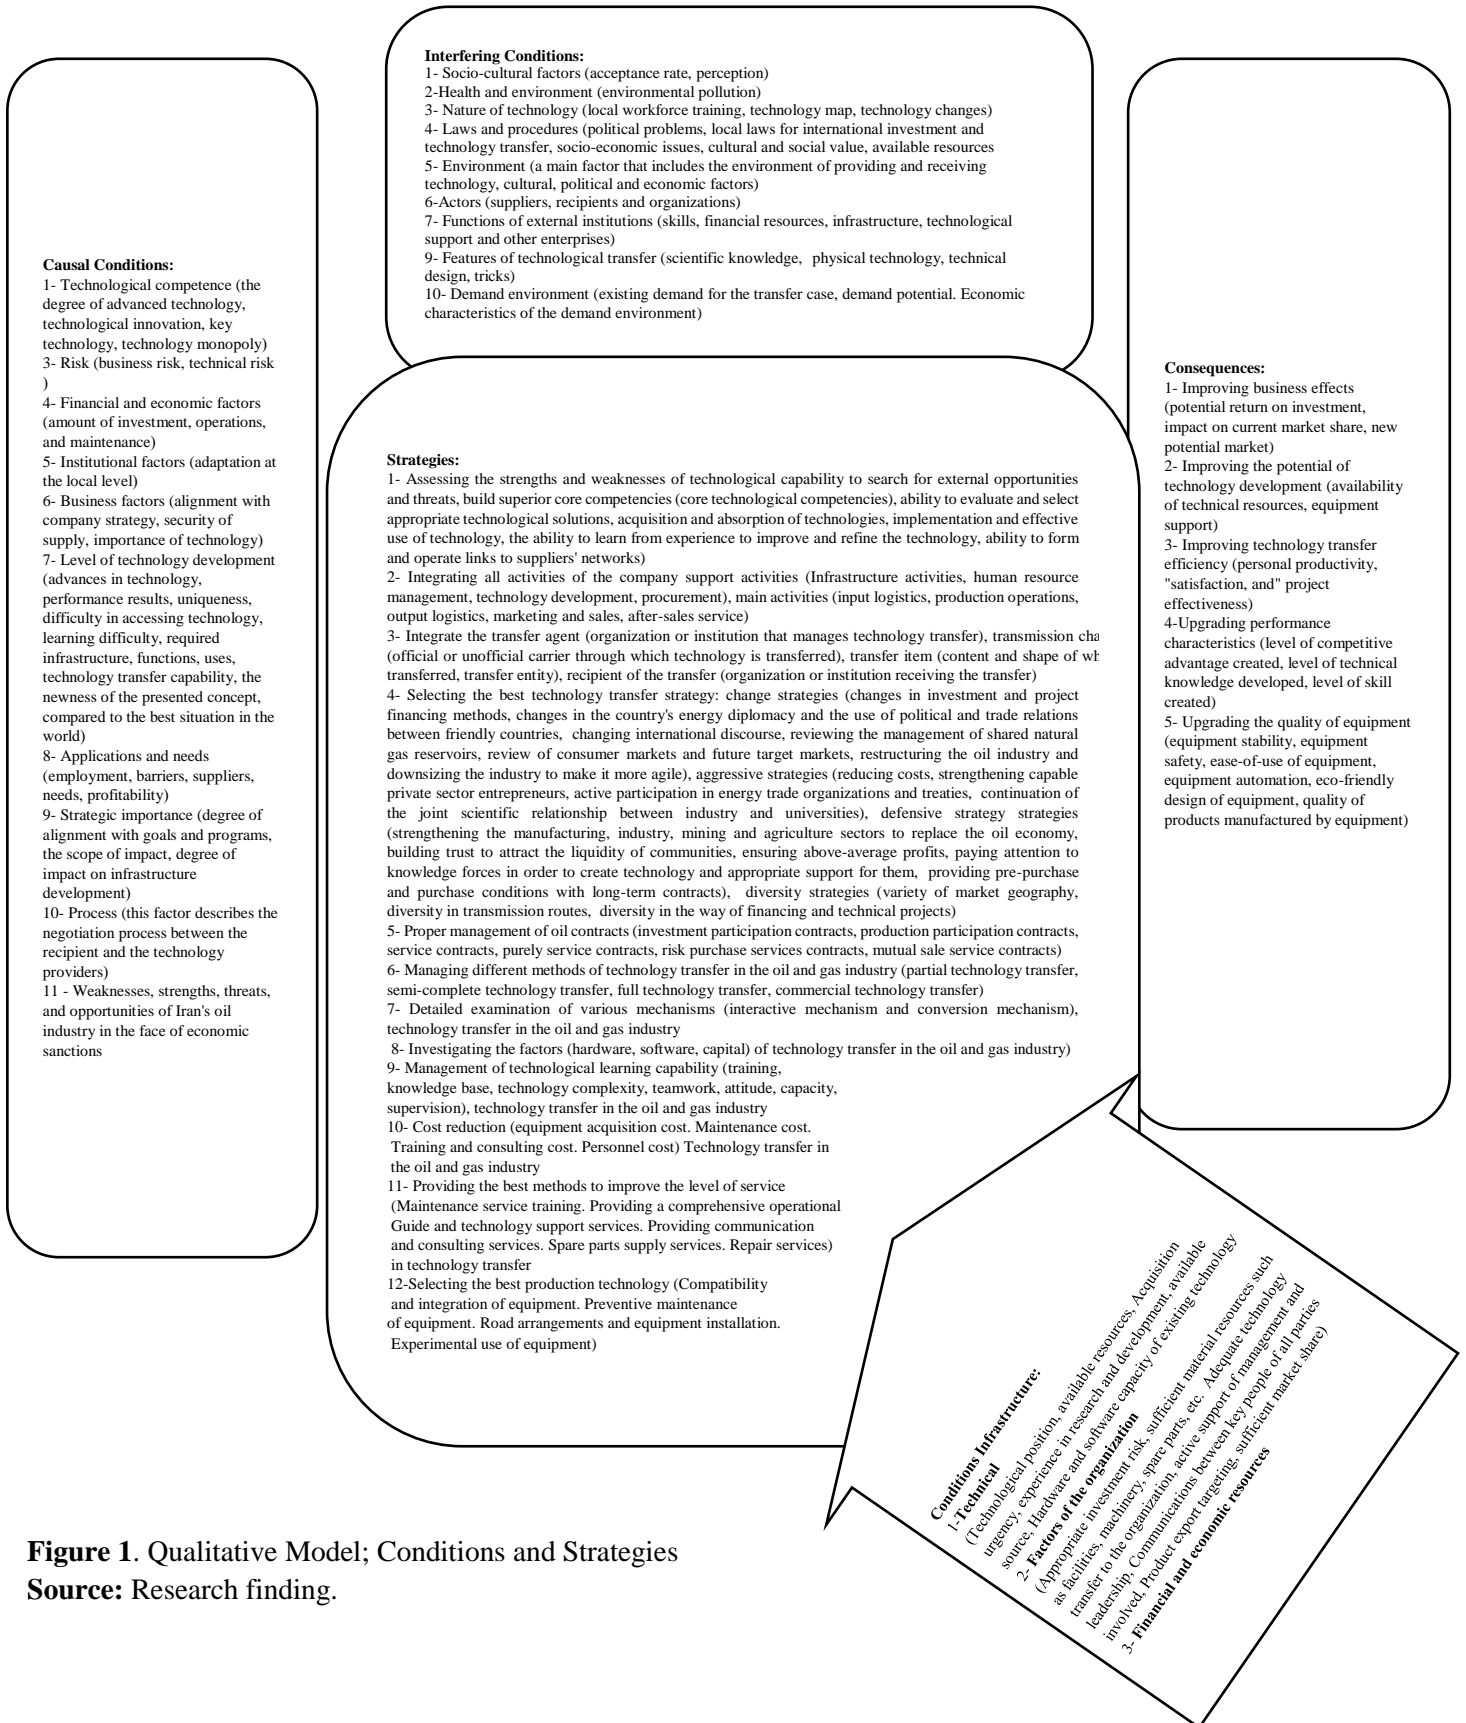 Interfering Conditions:
1- Socio-cultural factors (acceptance rate, perception)
2-Health and environment (environmental pollution)
3- Nature of technology (local workforce training, technology map, technology changes)
4- Laws and procedures (political problems, local laws for international investment and
technology transfer, socio-economic issues, cultural and social value, available resources
5- Environment (a main factor that includes the environment of providing and receiving
technology, cultural, political and economic factors)
6-Actors (suppliers, recipients and organizations)
7- Functions of external institutions (skills, financial resources, infrastructure, technological
support and other enterprises)
9- Features of technological transfer (scientific knowledge, physical technology, technical
design, tricks)
10- Demand environment (existing demand for the transfer case, demand potential. Economic
characteristics of the demand environment)
Causal Conditions:
1- Technological competence (the
degree of advanced technology,
technological innovation, key
technology, technology monopoly)
3- Risk (business risk, technical risk
)
4- Financial and economic factors
(amount of investment, operations,
and maintenance)
5- Institutional factors (adaptation at
the local level)
6- Business factors (alignment with
company strategy, security of
supply, importance of technology)
7- Level of technology development
(advances in technology,
performance results, uniqueness,
difficulty in accessing technology,
learning difficulty, required
infrastructure, functions, uses,
technology transfer capability, the
newness of the presented concept,
compared to the best situation in the
world)
8- Applications and needs
(employment, barriers, suppliers,
needs, profitability)
9- Strategic importance (degree of
alignment with goals and programs,
the scope of impact, degree of
impact on infrastructure
development)
10- Process (this factor describes the
negotiation process between the
recipient and the technology
providers)
11 - Weaknesses, strengths, threats,
and opportunities of Iran's oil
industry in the face of economic
sanctions
Strategies:
1- Assessing the strengths and weaknesses of technological capability to search for external opportunities
and threats, build superior core competencies (core technological competencies), ability to evaluate and select
appropriate technological solutions, acquisition and absorption of technologies, implementation and effective
use of technology, the ability to learn from experience to improve and refine the technology, ability to form
and operate links to suppliers' networks)
2- Integrating all activities of the company support activities (Infrastructure activities, human resource
management, technology development, procurement), main activities (input logistics, production operations,
output logistics, marketing and sales, after-sales service)
3- Integrate the transfer agent (organization or institution that manages technology transfer), transmission cha
(official or unofficial carrier through which technology is transferred), transfer item (content and shape of wh
transferred, transfer entity), recipient of the transfer (organization or institution receiving the transfer)
4- Selecting the best technology transfer strategy: change strategies (changes in investment and project
financing methods, changes in the country's energy diplomacy and the use of political and trade relations
between friendly countries, changing international discourse, reviewing the management of shared natural
gas reservoirs, review of consumer markets and future target markets, restructuring the oil industry and
downsizing the industry to make it more agile), aggressive strategies (reducing costs, strengthening capable
private sector entrepreneurs, active participation in energy trade organizations and treaties, continuation of
the joint scientific relationship between industry and universities), defensive strategy strategies
(strengthening the manufacturing, industry, mining and agriculture sectors to replace the oil economy,
building trust to attract the liquidity of communities, ensuring above-average profits, paying attention to
knowledge forces in order to create technology and appropriate support for them, providing pre-purchase
and purchase conditions with long-term contracts), diversity strategies (variety of market geography,
diversity in transmission routes, diversity in the way of financing and technical projects)
5- Proper management of oil contracts (investment participation contracts, production participation contracts,
service contracts, purely service contracts, risk purchase services contracts, mutual sale service contracts)
6- Managing different methods of technology transfer in the oil and gas industry (partial technology transfer,
semi-complete technology transfer, full technology transfer, commercial technology transfer)
7- Detailed examination of various mechanisms (interactive mechanism and conversion mechanism),
technology transfer in the oil and gas industry
8- Investigating the factors (hardware, software, capital) of technology transfer in the oil and gas industry)
9- Management of technological learning capability (training,
knowledge base, technology complexity, teamwork, attitude, capacity,
supervision), technology transfer in the oil and gas industry
10- Cost reduction (equipment acquisition cost. Maintenance cost.
Training and consulting cost. Personnel cost) Technology transfer in
the oil and gas industry
11- Providing the best methods to improve the level of service
(Maintenance service training. Providing a comprehensive operational
Guide and technology support services. Providing communication
and consulting services. Spare parts supply services. Repair services)
in technology transfer
12-Selecting the best production technology (Compatibility
and integration of equipment. Preventive maintenance
of equipment. Road arrangements and equipment installation.
Experimental use of equipment)
Consequences:
1- Improving business effects
(potential return on investment,
impact on current market share, new
potential market)
2- Improving the potential of
technology development (availability
of technical resources, equipment
support)
3- Improving technology transfer
efficiency (personal productivity,
"satisfaction, and" project
effectiveness)
4-Upgrading performance
characteristics (level of competitive
advantage created, level of technical
knowledge developed, level of skill
created)
5- Upgrading the quality of equipment
(equipment stability, equipment
safety, ease-of-use of equipment,
equipment automation, eco-friendly
design of equipment, quality of
products manufactured by equipment)
Conditions Infrastructure:
1-Technical
(Technological position, available resources, Acquisition
urgency, experience in research and development, available
source, Hardware and software capacity of existing technology
2- Factors of the organization
(Appropriate investment risk, sufficient material resources such
as facilities, machinery, spare parts, etc. Adequate technology
transfer to the organization, active support of management and
leadership, Communications between key people of all parties
involved, Product export targeting, sufficient market share)
3- Financial and economic resources
Figure 1. Qualitative Model; Conditions and Strategies
Source: Research finding.